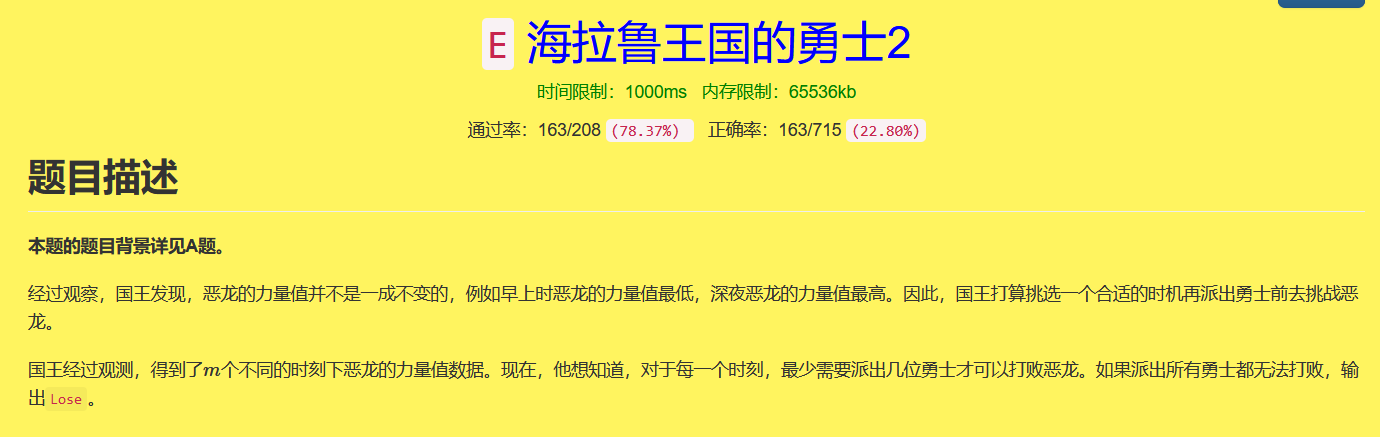 E 海拉鲁王国的勇士2
时间限制：1000ms 内存限制：65536kb
通过率：163/208 (78.37%) 正确率：163/715 (22.80%)
题目描述
本题的题目背景详见A题。
经过观察，国王发现，恶龙的力量值并不是一成不变的，例如早上时恶龙的力量值最低，深夜恶龙的力量值最高。因此，国王打算挑选一个合适的时机再派出勇士前去挑战恶
龙。
国王经过观测，得到了m个不同的时刻下恶龙的力量值数据。现在，他想知道，对于每一个时刻，最少需要派出几位勇士才可以打败恶龙。如果派出所有勇士都无法打败，输
出Lose。